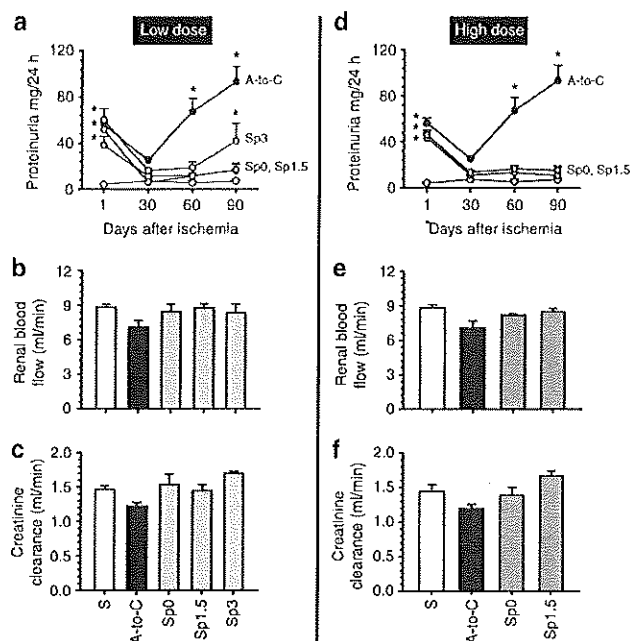 a
Low dose
Proteinuria mg/24 h
120
80
40
0
*
*
*
*
*
*
A-to-C
Sp3
Sp0, Sp1.5
1 30 60 90
Days after ischemia
b
Renal blood
flow (ml/min)
12
9
6
3
0
c
Creatinine
clearance (ml/min)
2.0
1.5
1.0
0.5
0.0
S A-to-C Sp0 Sp1.5 Sp3
d
High dose
Proteinuria mg/24 h
120
80
40
0
*
*
*
*
*
A-to-C
Sp0, Sp1.5
1 30 60 90
Days after ischemia
e
Renal blood
flow (ml/min)
12
9
6
3
0
f
Creatinine
clearance (ml/min)
2.0
1.5
1.0
0.5
0.0
S A-to-C Sp0 Sp1.5